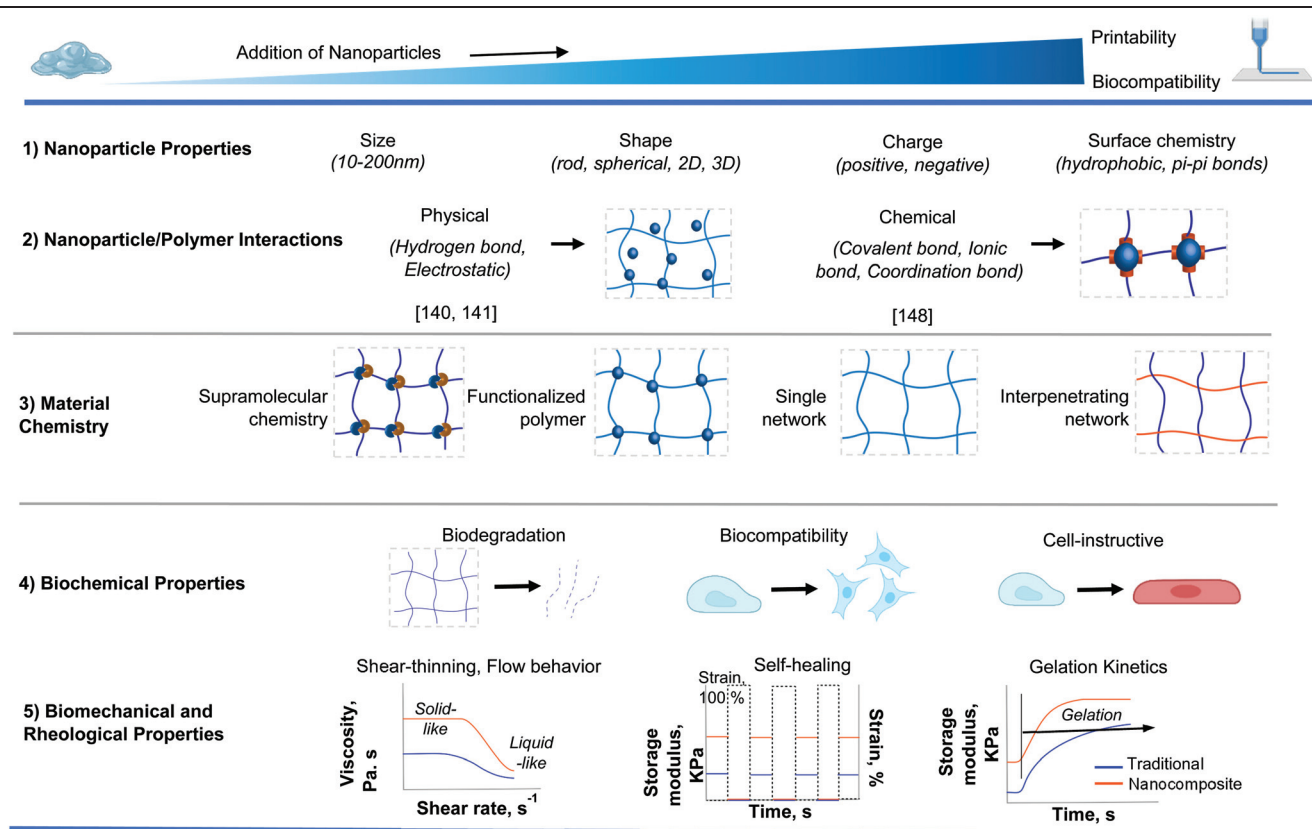 Addition of Nanoparticles
Printability
Biocompatibility
1) Nanoparticle Properties
Size
(10-200nm)
Shape
(rod, spherical, 2D, 3D)
Charge
(positive, negative)
Surface chemistry
(hydrophobic, pi-pi bonds)
2) Nanoparticle/Polymer Interactions
Physical
(Hydrogen bond,
Electrostatic)
[140, 141]
Chemical
(Covalent bond, Ionic
bond, Coordination bond)
[148]
3) Material
Chemistry
Supramolecular
chemistry
Functionalized
polymer
Single
network
Interpenetrating
network
4) Biochemical Properties
Biodegradation
Biocompatibility
Cell-instructive
5) Biomechanical and
Rheological Properties
Shear-thinning, Flow behavior
Viscosity,
Pa. s
Solid-
like
Liquid
-like
Shear rate, s⁻¹
Self-healing
Strain,
100 %
Storage
modulus,
KPa
Strain, %
Time, s
Gelation Kinetics
Storage
modulus,
KPa
Gelation
Traditional
Nanocomposite
Time, s